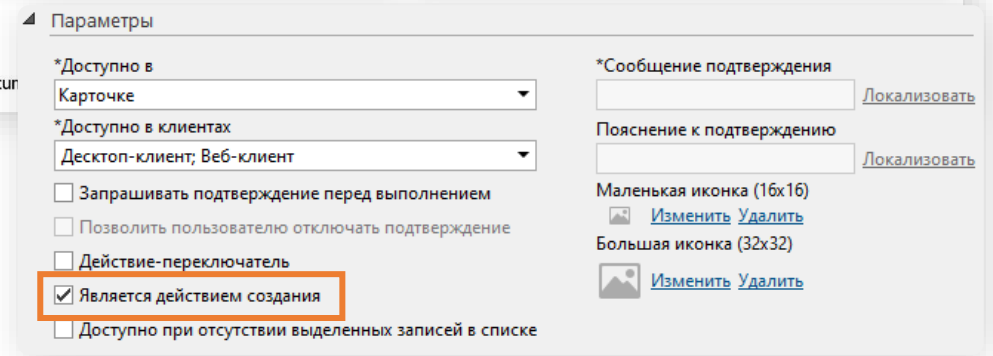 Параметры
*Доступно в
Карточке
*Доступно в клиентах
Десктоп-клиент; Веб-клиент
Запрашивать подтверждение перед выполнением
Позволить пользователю отключать подтверждение
Действие-переключатель
Является действием создания
Доступно при отсутствии выделенных записей в списке
*Сообщение подтверждения
Локализовать
Пояснение к подтверждению
Локализовать
Маленькая иконка (16x16)
Изменить Удалить
Большая иконка (32x32)
Изменить Удалить